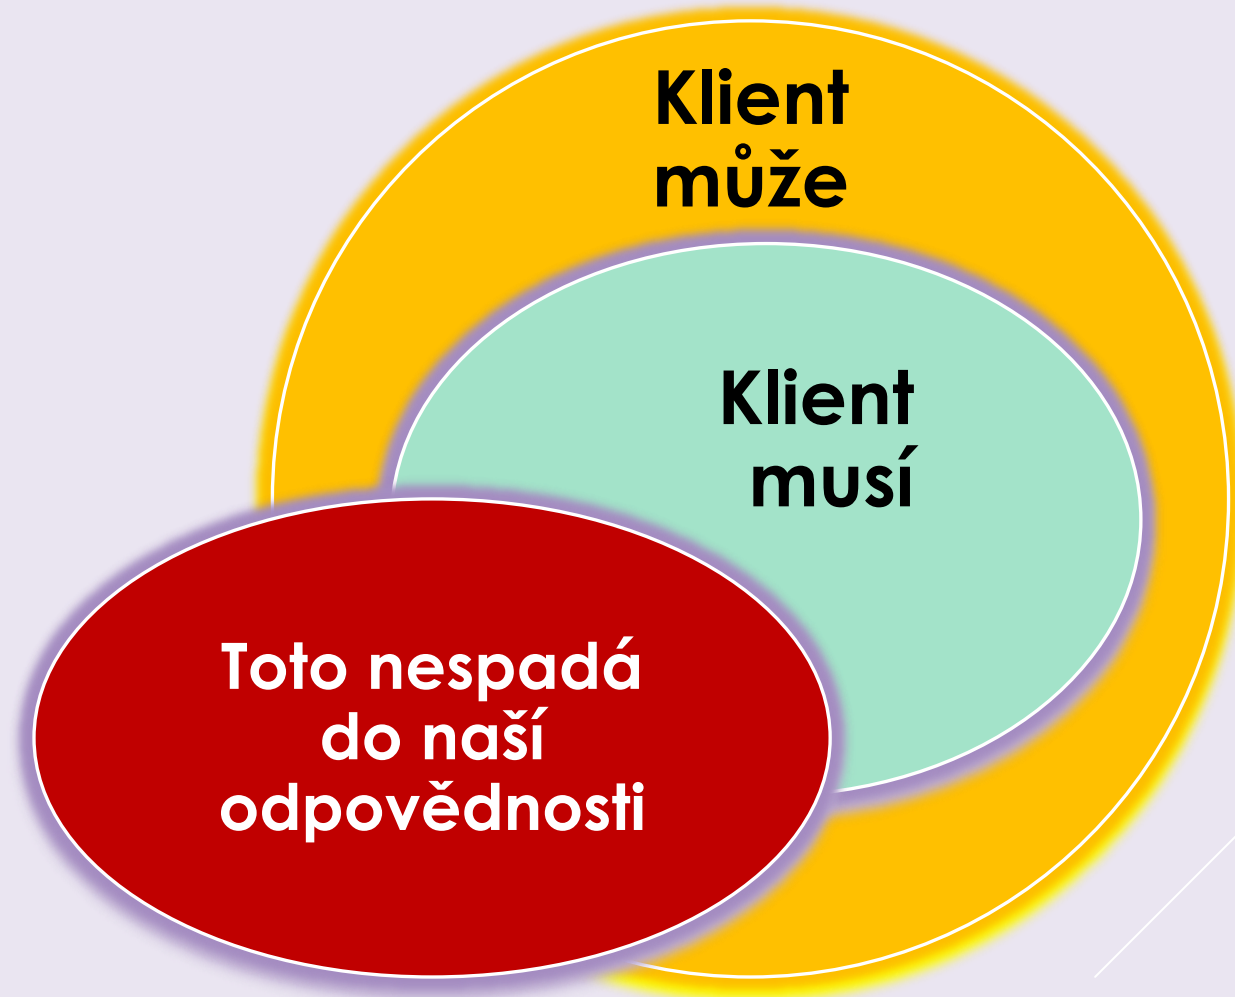 Klient
může
Klient
musí
Toto nespadá
do naší
odpovědnosti